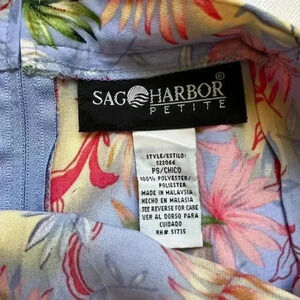 SAG HARBOR®
PETITE
STYLE/ESTILO:
522066
PS/CHICO
100% POLYESTER/
POLIESTER
MADE IN MALAYSIA
HECHO EN MALASIA
SEE REVERSE FOR CARE
VER AL DORSO PARA
CUIDADO
RN# 51735